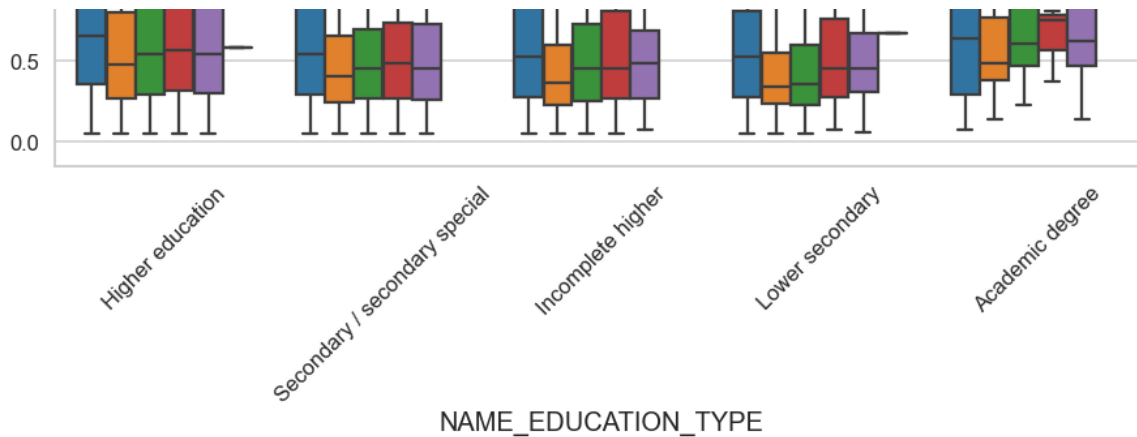 0.5
0.0
Higher education
Secondary / secondary special
Incomplete higher
Lower secondary
Academic degree
NAME_EDUCATION_TYPE